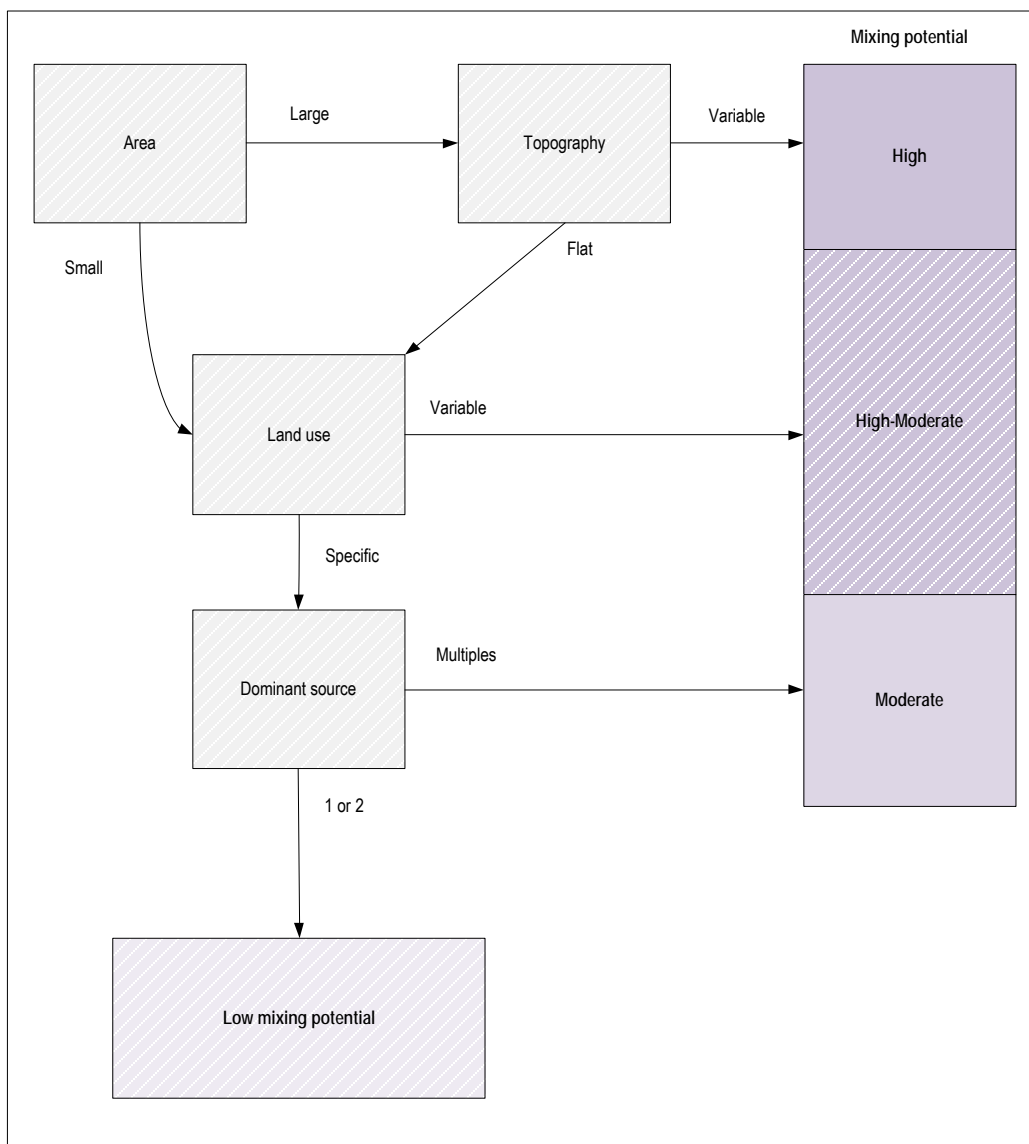 Mixing potential
Area
Large
Topography
Variable
High
Small
Flat
Land use
Variable
High-Moderate
Specific
Dominant source
Multiples
Moderate
1 or 2
Low mixing potential